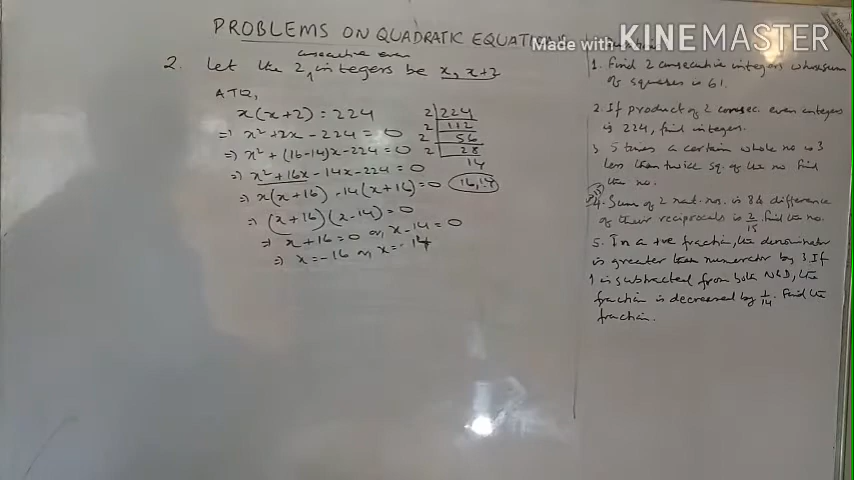 PROBLEMS ON QUADRATIC EQUATIONS
Made with KINEMASTER
consecutive even
2. Let the 2 integers be x, x+2
ATQ,
x(x+2) = 224
⇒ x² + 2x - 224 = 0
⇒ x² + (16-14)x - 224 = 0
⇒ x² + 16x - 14x - 224 = 0
⇒ x(x+16) - 14(x+16) = 0
⇒ (x+16)(x-14) = 0
⇒ x+16 = 0 or, x-14 = 0
⇒ x = -16 or x =
2 224
2 112
2 56
2 28
14
16, 14
1. Find 2 consecutive integers whose sum
of squares is 61.
2. If product of 2 consec. even integers
is 224, find integers.
3 5 times a certain whole no is 3
less than twice sq. of the no find
the no.
4. Sum of 2 nat. nos. is 8 & difference
of their reciprocals is 2/15. find the no.
5. In a +ve fraction, the denominator
is greater than numerator by 3. If
1 is subtracted from both N&D, the
fraction is decreased by 1/14. Find the
fraction.